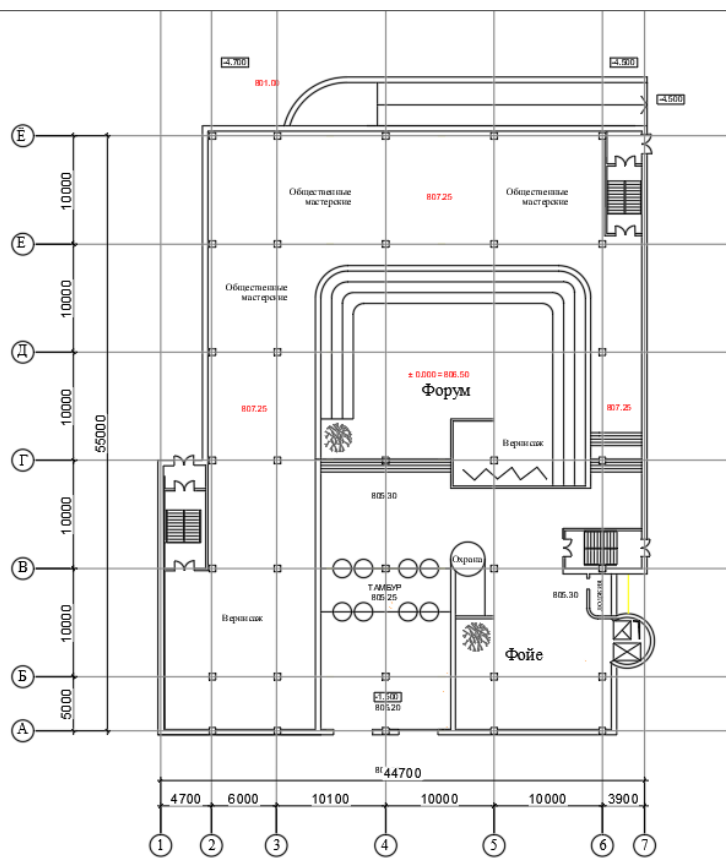 -4.700
-4.500
801.00
-4.500
Ё
Общественные
мастерские
807.25
Общественные
мастерские
10000
Е
Общественные
мастерские
10000
Д
± 0.000 = 806.50
Форум
807.25
807.25
10000
55000
Вернисаж
Г
805.30
10000
Охрана
В
ТАМБУР
805.25
805.30
10000
Вернисаж
Фойе
Б
-1.500
805.20
5000
А
44700
4700
6000
10100
10000
10000
3900
1
2
3
4
5
6
7